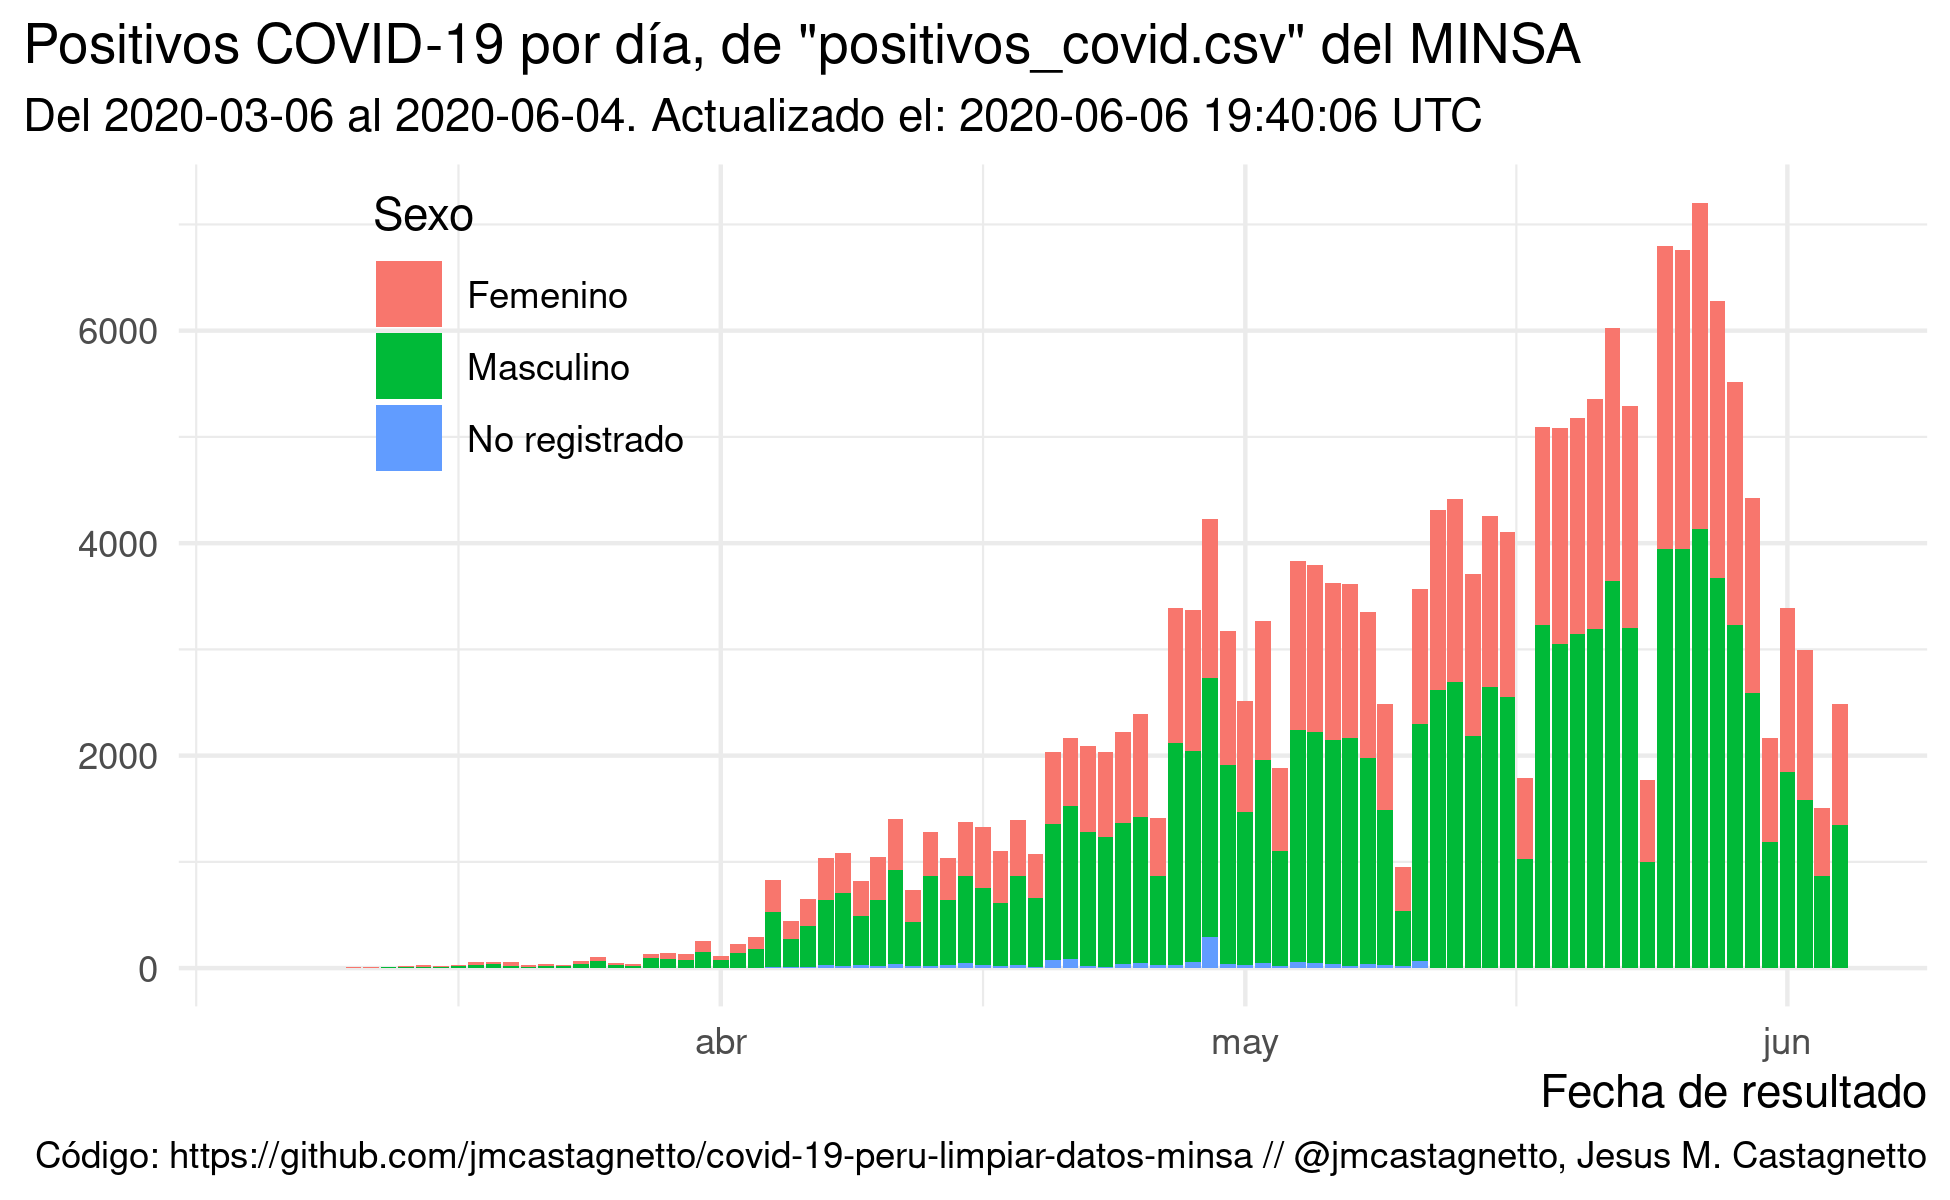 Positivos COVID-19 por día, de "positivos_covid.csv" del MINSA
Del 2020-03-06 al 2020-06-04. Actualizado el: 2020-06-06 19:40:06 UTC
Sexo
Femenino
Masculino
No registrado
6000
4000
2000
0
abr may jun
Fecha de resultado
Código: https://github.com/jmcastagnetto/covid-19-peru-limpiar-datos-minsa // @jmcastagnetto, Jesus M. Castagnetto